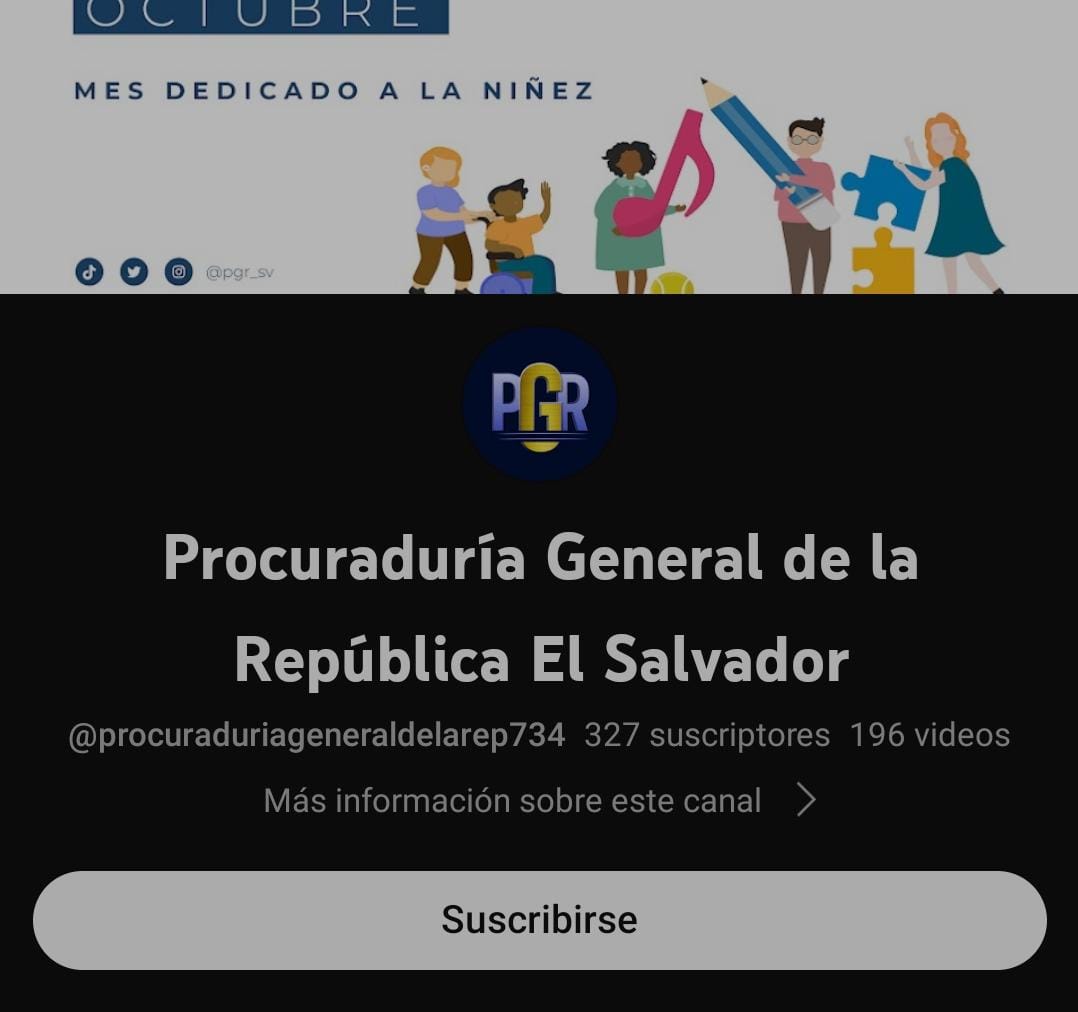 OCTUBRE
MES DEDICADO A LA NIÑEZ
@pgr_sv
PGR
Procuraduría General de la
República El Salvador
@procuraduriageneraldelarep734 327 suscriptores 196 videos
Más información sobre este canal
Suscribirse